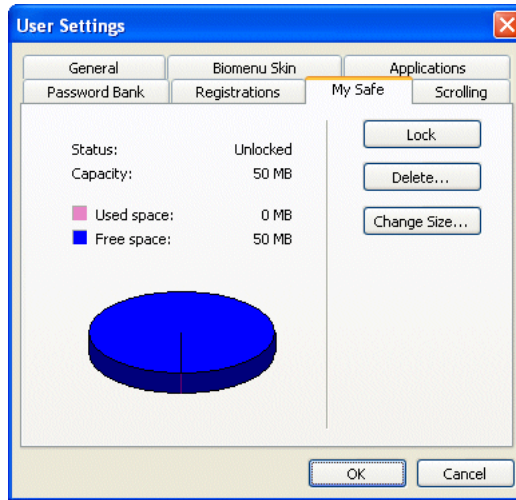 User Settings
General Biomenu Skin Applications
Password Bank Registrations My Safe Scrolling
Status: Unlocked
Capacity: 50 MB
Used space: 0 MB
Free space: 50 MB
Lock
Delete...
Change Size...
OK Cancel